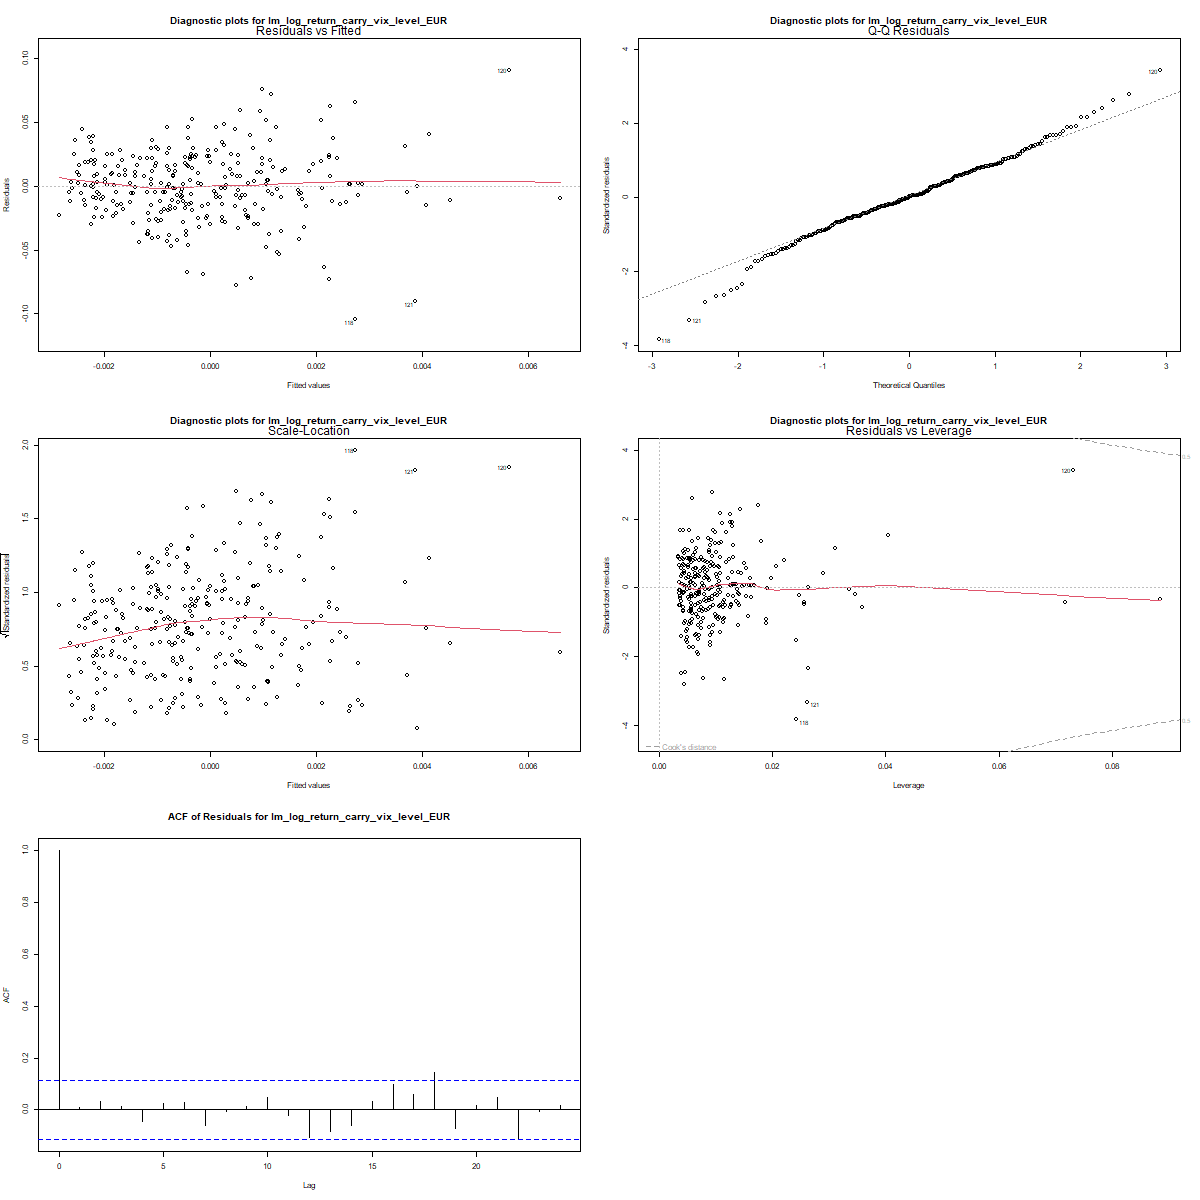 Diagnostic plots for lm_log_return_carry_vix_level_EUR
Residuals vs Fitted
Residuals
0.10
0.05
0.00
-0.05
-0.10
120
121
118
-0.002 0.000 0.002 0.004 0.006
Fitted values
Diagnostic plots for lm_log_return_carry_vix_level_EUR
Q-Q Residuals
Standardized residuals
4
2
0
-2
-4
120
121
118
-3 -2 -1 0 1 2 3
Theoretical Quantiles
Diagnostic plots for lm_log_return_carry_vix_level_EUR
Scale-Location
√|Standardized residuals|
2.0
1.5
1.0
0.5
0.0
118
121
120
-0.002 0.000 0.002 0.004 0.006
Fitted values
Diagnostic plots for lm_log_return_carry_vix_level_EUR
Residuals vs Leverage
Standardized residuals
4
2
0
-2
-4
0.5
120
121
118
0.5
Cook's distance
0.00 0.02 0.04 0.06 0.08
Leverage
ACF of Residuals for lm_log_return_carry_vix_level_EUR
ACF
1.0
0.8
0.6
0.4
0.2
0.0
0 5 10 15 20
Lag